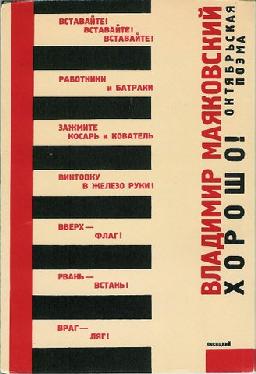 ВСТАВАЙТЕ!
ВСТАВАЙТЕ!
ВСТАВАЙТЕ!
РАБОТНИКИ
и БАТРАКИ
ЗАЖМИТЕ
КОСАРЬ и КОВАТЕЛЬ
ВИНТОВКУ
В ЖЕЛЕЗО РУКИ!
ВВЕРХ—
ФЛАГ!
РВАНЬ—
ВСТАНЬ!
ВРАГ—
ЛЯГ!
ВЛАДИМИР МАЯКОВСКИЙ
ХОРОШО!
ОКТЯБРЬСКАЯ
ПОЭМА